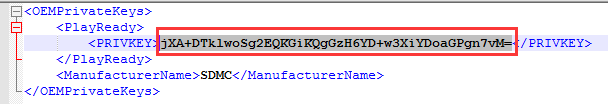 <OEMPrivateKeys>
<PlayReady>
<PRIVKEY>jXA+DTklwoSg2EQKGiKQgGzH6YD+w3XiYDoaGPgn7vM=</PRIVKEY>
</PlayReady>
<ManufacturerName>SDMC</ManufacturerName>
</OEMPrivateKeys>